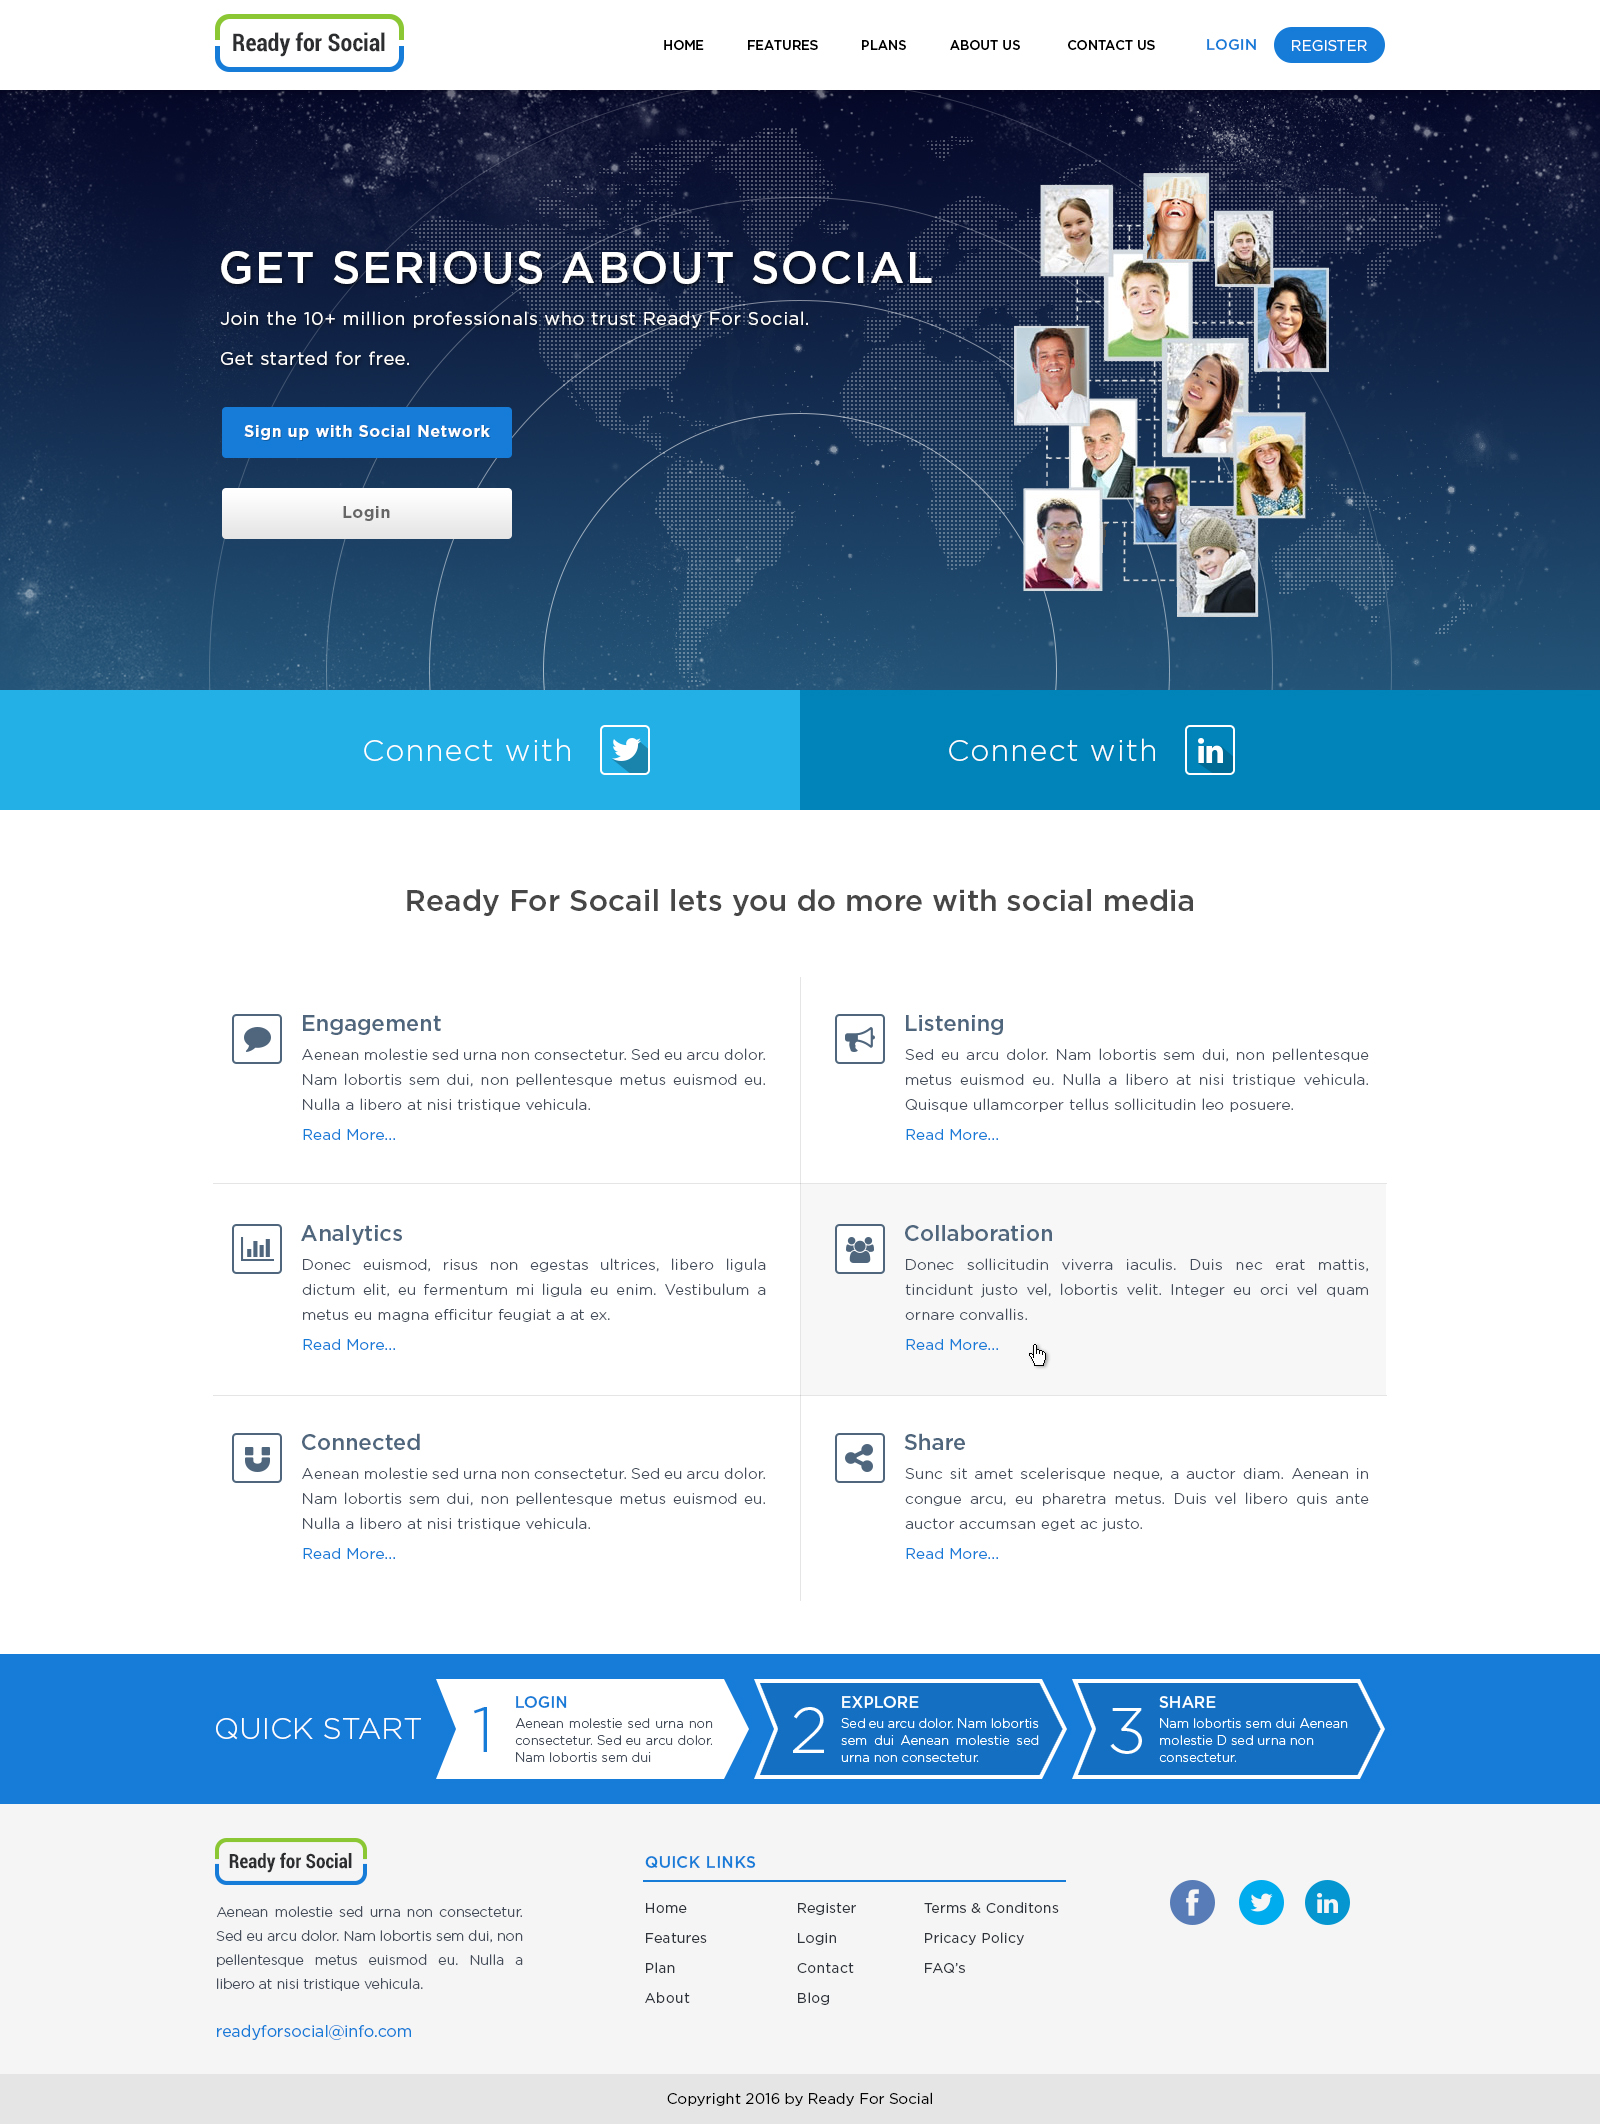 Ready for Social
HOME FEATURES PLANS ABOUT US CONTACT US LOGIN REGISTER
GET SERIOUS ABOUT SOCIAL
Join the 10+ million professionals who trust Ready For Social.
Get started for free.
Sign up with Social Network
Login
Connect with
Connect with in
Ready For Socail lets you do more with social media
Engagement
Aenean molestie sed urna non consectetur. Sed eu arcu dolor.
Nam lobortis sem dui, non pellentesque metus euismod eu.
Nulla a libero at nisi tristique vehicula.
Read More...
Listening
Sed eu arcu dolor. Nam lobortis sem dui, non pellentesque
metus euismod eu. Nulla a libero at nisi tristique vehicula.
Quisque ullamcorper tellus sollicitudin leo posuere.
Read More...
Analytics
Donec euismod, risus non egestas ultrices, libero ligula
dictum elit, eu fermentum mi ligula eu enim. Vestibulum a
metus eu magna efficitur feugiat a at ex.
Read More...
Collaboration
Donec sollicitudin viverra iaculis. Duis nec erat mattis,
tincidunt justo vel, lobortis velit. Integer eu orci vel quam
ornare convallis.
Read More...
Connected
Aenean molestie sed urna non consectetur. Sed eu arcu dolor.
Nam lobortis sem dui, non pellentesque metus euismod eu.
Nulla a libero at nisi tristique vehicula.
Read More...
Share
Sunc sit amet scelerisque neque, a auctor diam. Aenean in
congue arcu, eu pharetra metus. Duis vel libero quis ante
auctor accumsan eget ac justo.
Read More...
QUICK START
1
LOGIN
Aenean molestie sed urna non
consectetur. Sed eu arcu dolor.
Nam lobortis sem dui
2
EXPLORE
Sed eu arcu dolor. Nam lobortis
sem dui Aenean molestie sed
urna non consectetur.
3
SHARE
Nam lobortis sem dui Aenean
molestie D sed urna non
consectetur.
Ready for Social
Aenean molestie sed urna non consectetur.
Sed eu arcu dolor. Nam lobortis sem dui, non
pellentesque metus euismod eu. Nulla a
libero at nisi tristique vehicula.
readyforsocial@info.com
QUICK LINKS
Home Register Terms & Conditons
Features Login Pricacy Policy
Plan Contact FAQ's
About Blog
f in
Copyright 2016 by Ready For Social